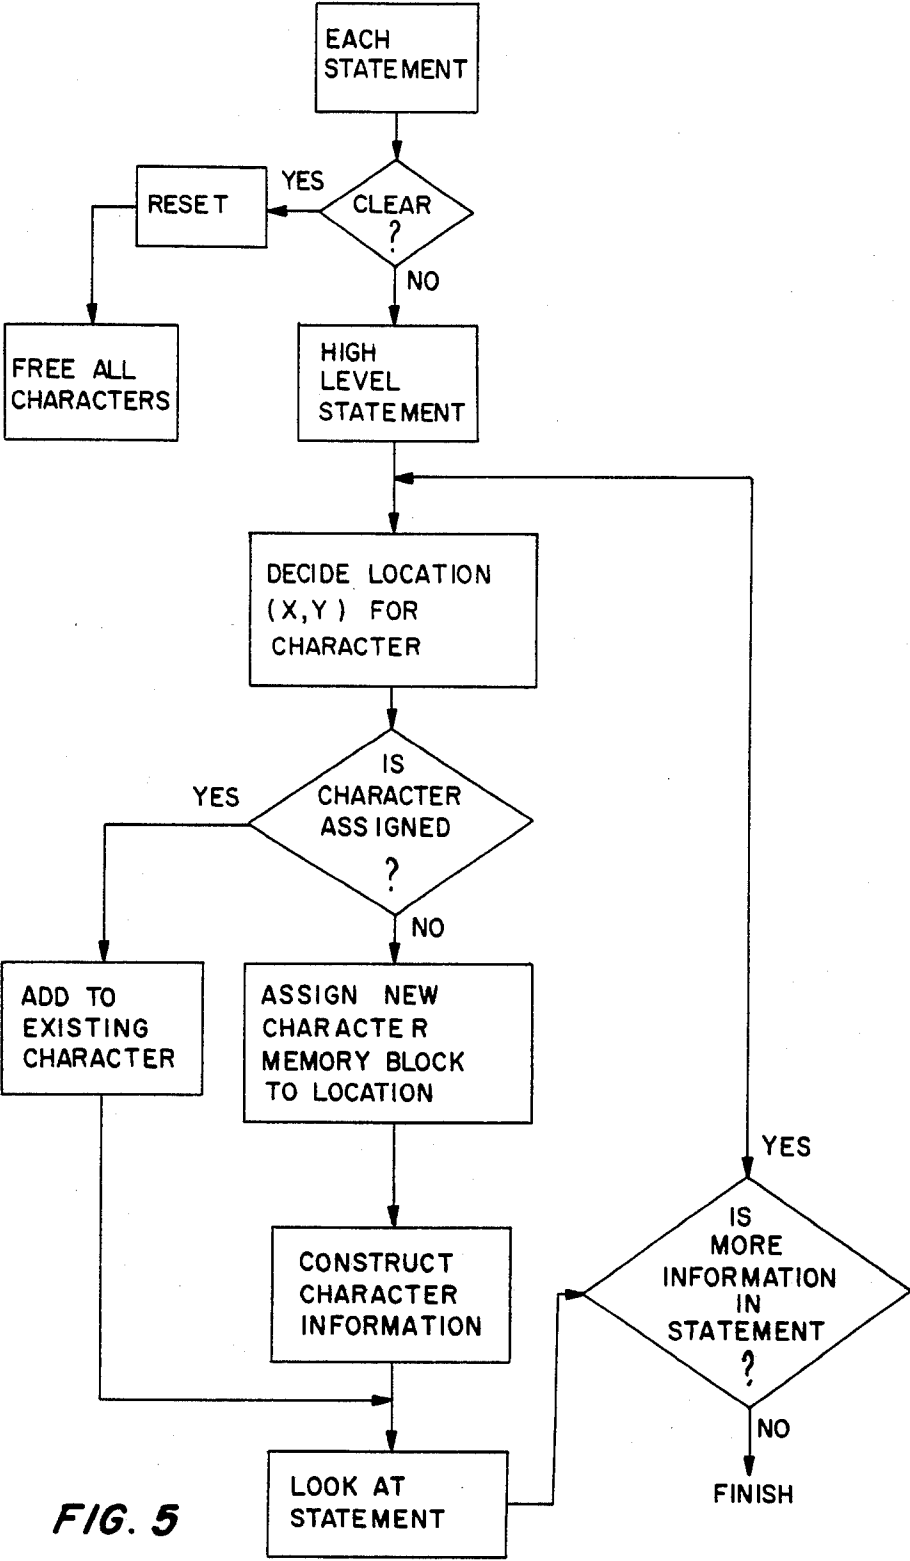 EACH
STATEMENT
YES
CLEAR
?
RESET
NO
FREE ALL
CHARACTERS
HIGH
LEVEL
STATEMENT
DECIDE LOCATION
(X,Y) FOR
CHARACTER
IS
CHARACTER
ASSIGNED
?
YES
NO
ADD TO
EXISTING
CHARACTER
ASSIGN NEW
CHARACTER
MEMORY BLOCK
TO LOCATION
CONSTRUCT
CHARACTER
INFORMATION
YES
IS
MORE
INFORMATION
IN
STATEMENT
?
NO
FINISH
LOOK AT
STATEMENT
FIG. 5